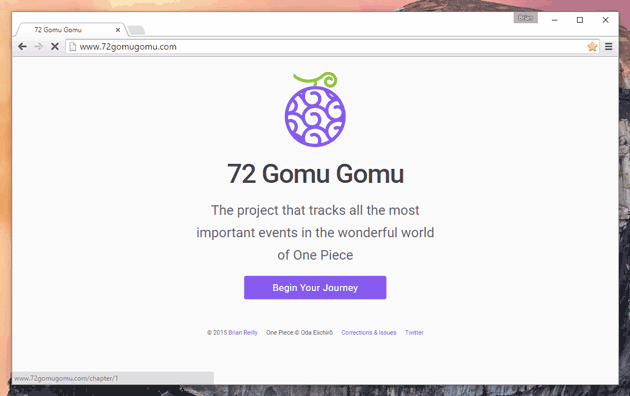 Brian
72 Gomu Gomu
www.72gomugomu.com
72 Gomu Gomu
The project that tracks all the most
important events in the wonderful world
of One Piece
Begin Your Journey
© 2015 Brian Reilly One Piece © Oda Eiichirō Corrections & Issues Twitter
www.72gomugomu.com/chapter/1